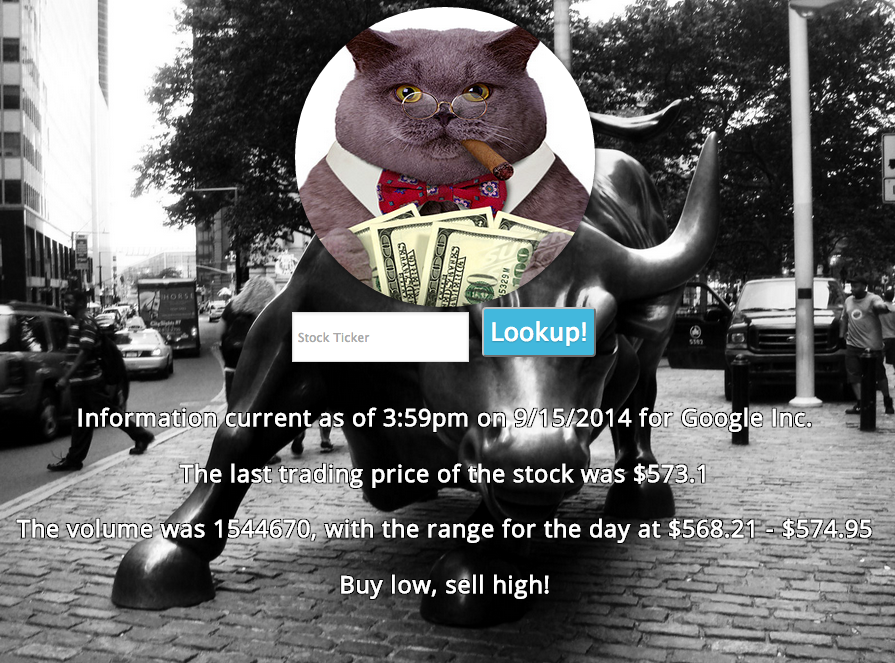 HORSE
Stock Ticker
Lookup!
Information current as of 3:59pm on 9/15/2014 for Google Inc.
The last trading price of the stock was $573.1
The volume was 1544670, with the range for the day at $568.21 - $574.95
Buy low, sell high!